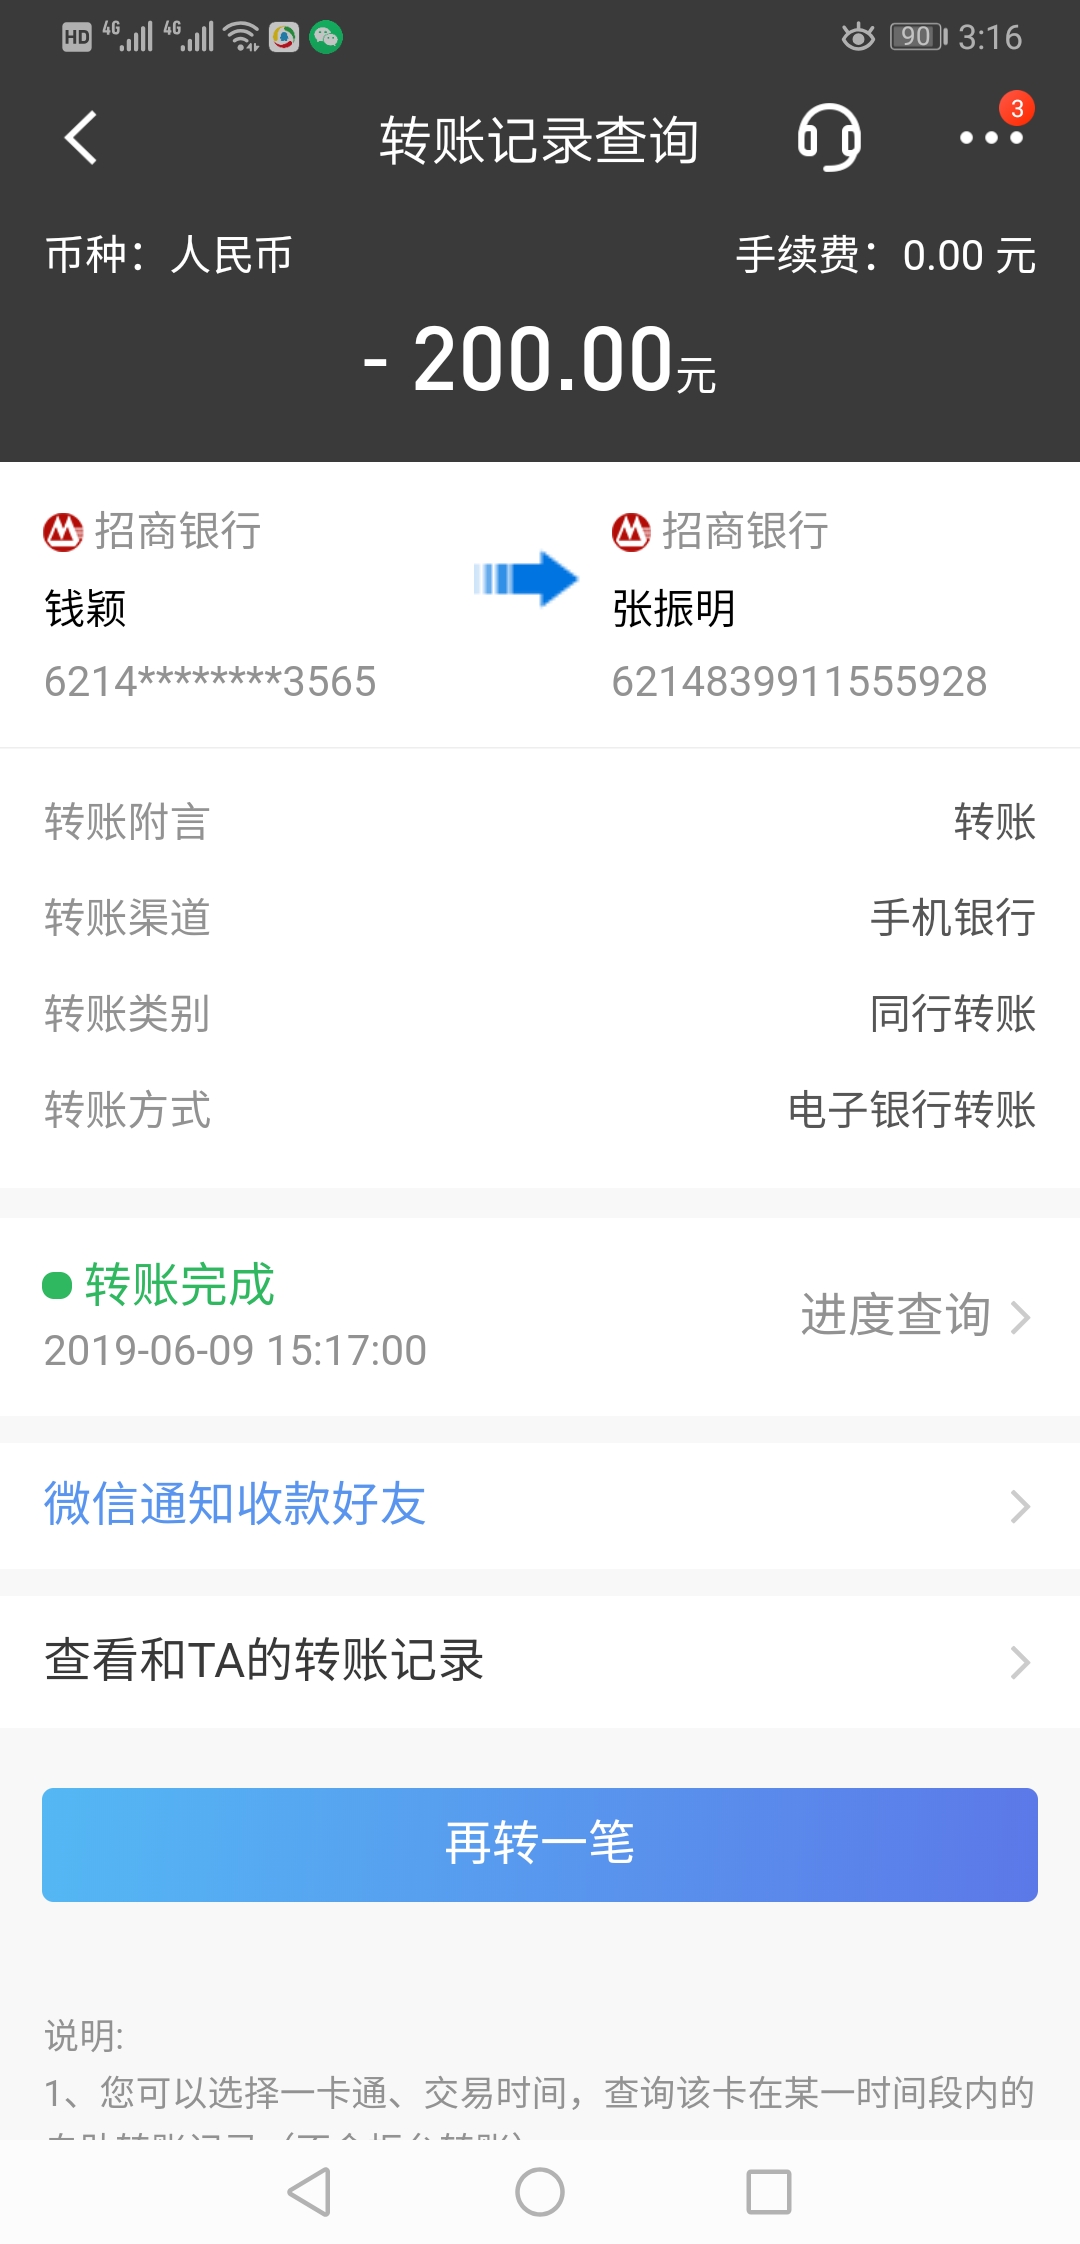 HD 4G 4G 90 3:16
转账记录查询 3
币种：人民币 手续费：0.00 元
- 200.00元
招商银行 招商银行
钱颖 张振明
6214********3565 6214839911555928
转账附言 转账
转账渠道 手机银行
转账类别 同行转账
转账方式 电子银行转账
转账完成
2019-06-09 15:17:00
进度查询
微信通知收款好友
查看和TA的转账记录
再转一笔
说明:
1、您可以选择一卡通、交易时间，查询该卡在某一时间段内的